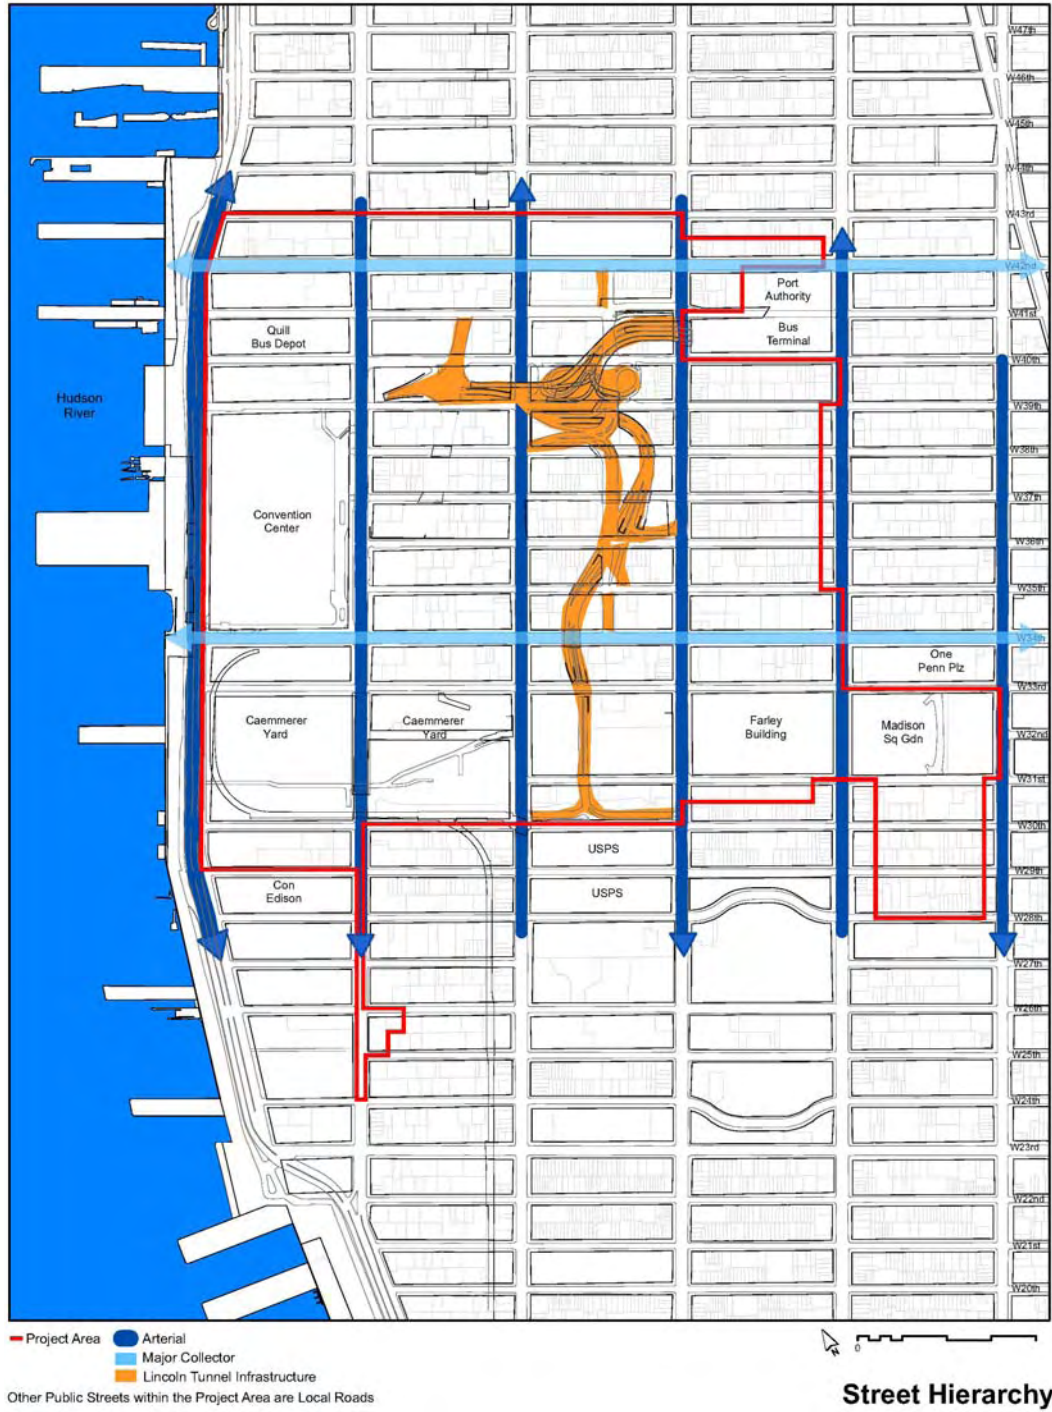 W47th
W46th
W45th
W44th
W43rd
W42nd
Port
Authority
W41st
Quill
Bus Depot
Bus
Terminal
W40th
Hudson
River
W39th
W38th
W37th
Convention
Center
W36th
W35th
W34th
One
Penn Plz
W33rd
Caemmerer
Yard
Caemmerer
Yard
Farley
Building
Madison
Sq Gdn
W32nd
W31st
W30th
USPS
W29th
Con
Edison
USPS
W28th
W27th
W26th
W25th
W24th
W23rd
W22nd
W21st
W20th
Project Area
Arterial
Major Collector
Lincoln Tunnel Infrastructure
0
Other Public Streets within the Project Area are Local Roads
Street Hierarchy